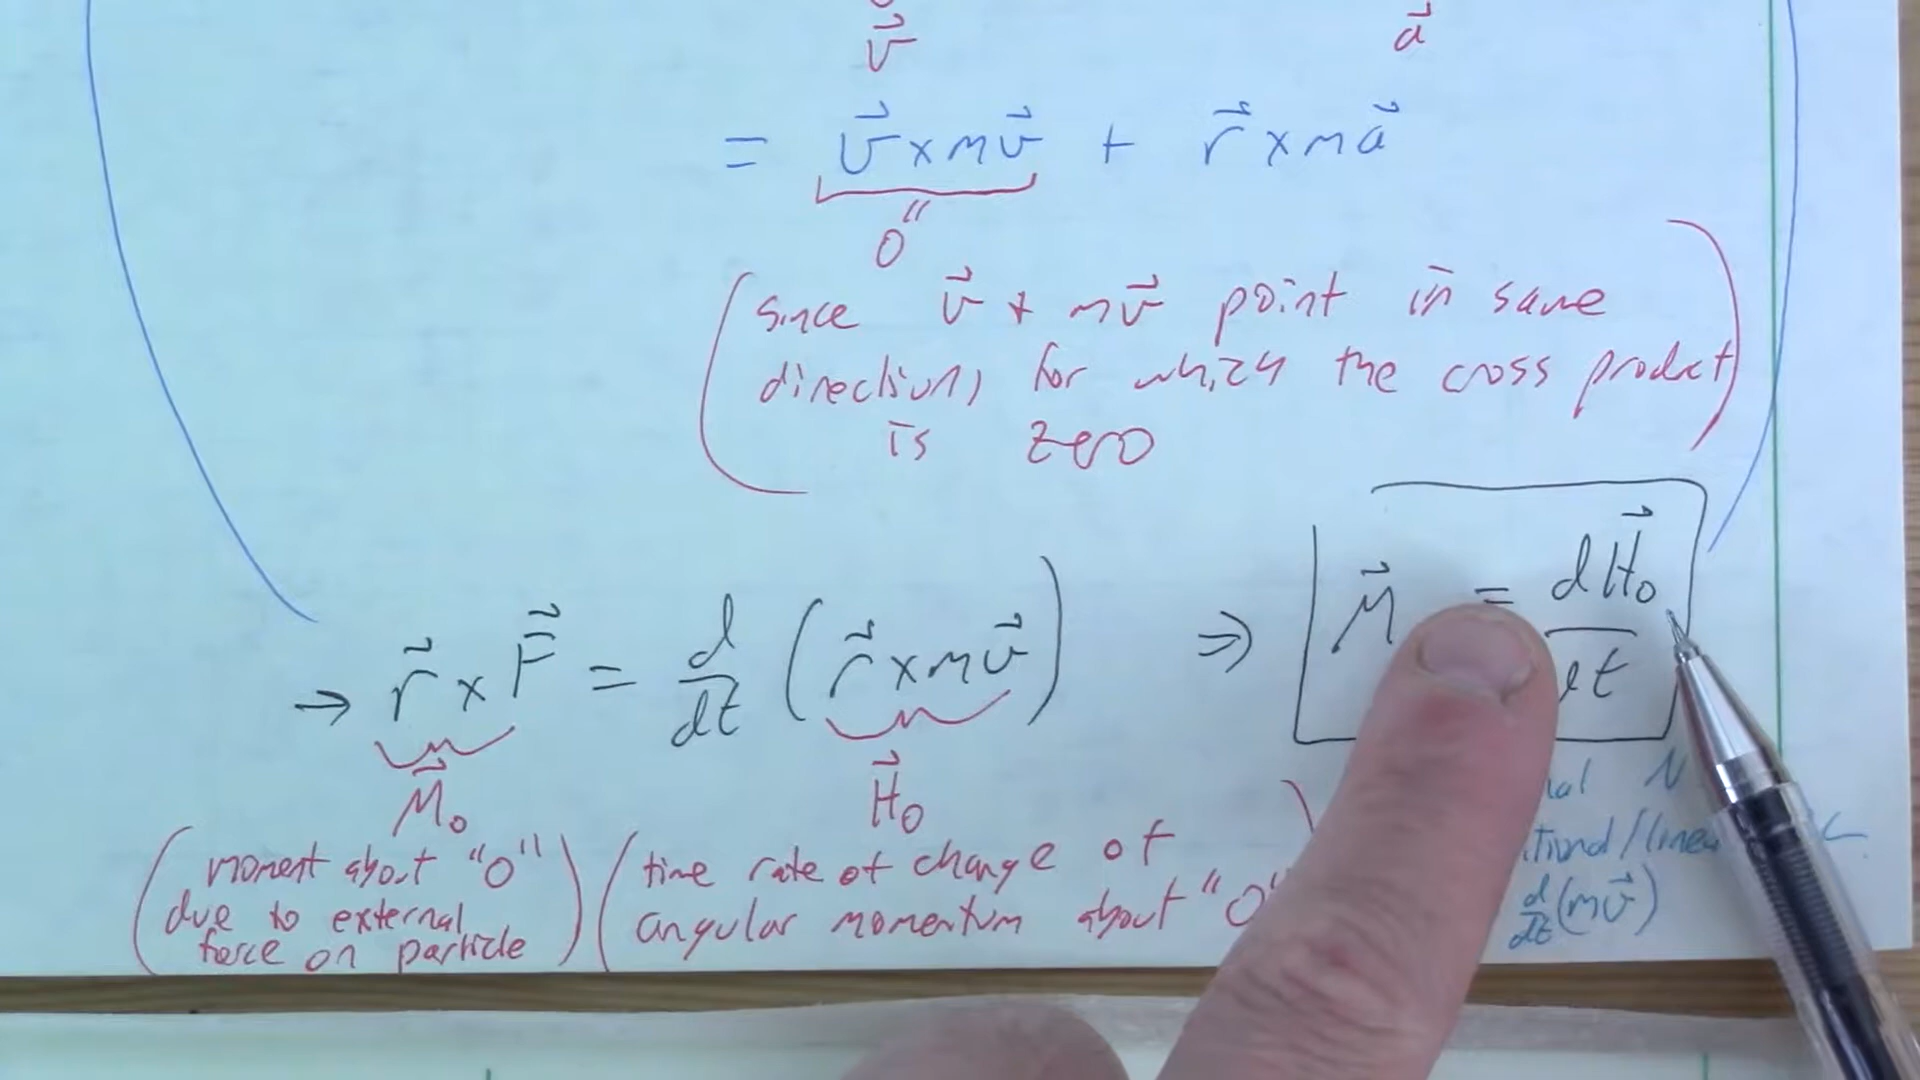 v⃗ a⃗
= v⃗ × mv⃗ + r⃗ × ma⃗
"
0
(since v⃗ + mv⃗ point in same
direction, for which the cross product
is zero)
→ r⃗ × F⃗ = d/dt (r⃗ × mv⃗) ⇒ M⃗ = dH⃗o/dt
M⃗o H⃗o
(moment about "O"
due to external
force on particle)
(time rate of change of
angular momentum about "O")
d/dt (mv⃗)